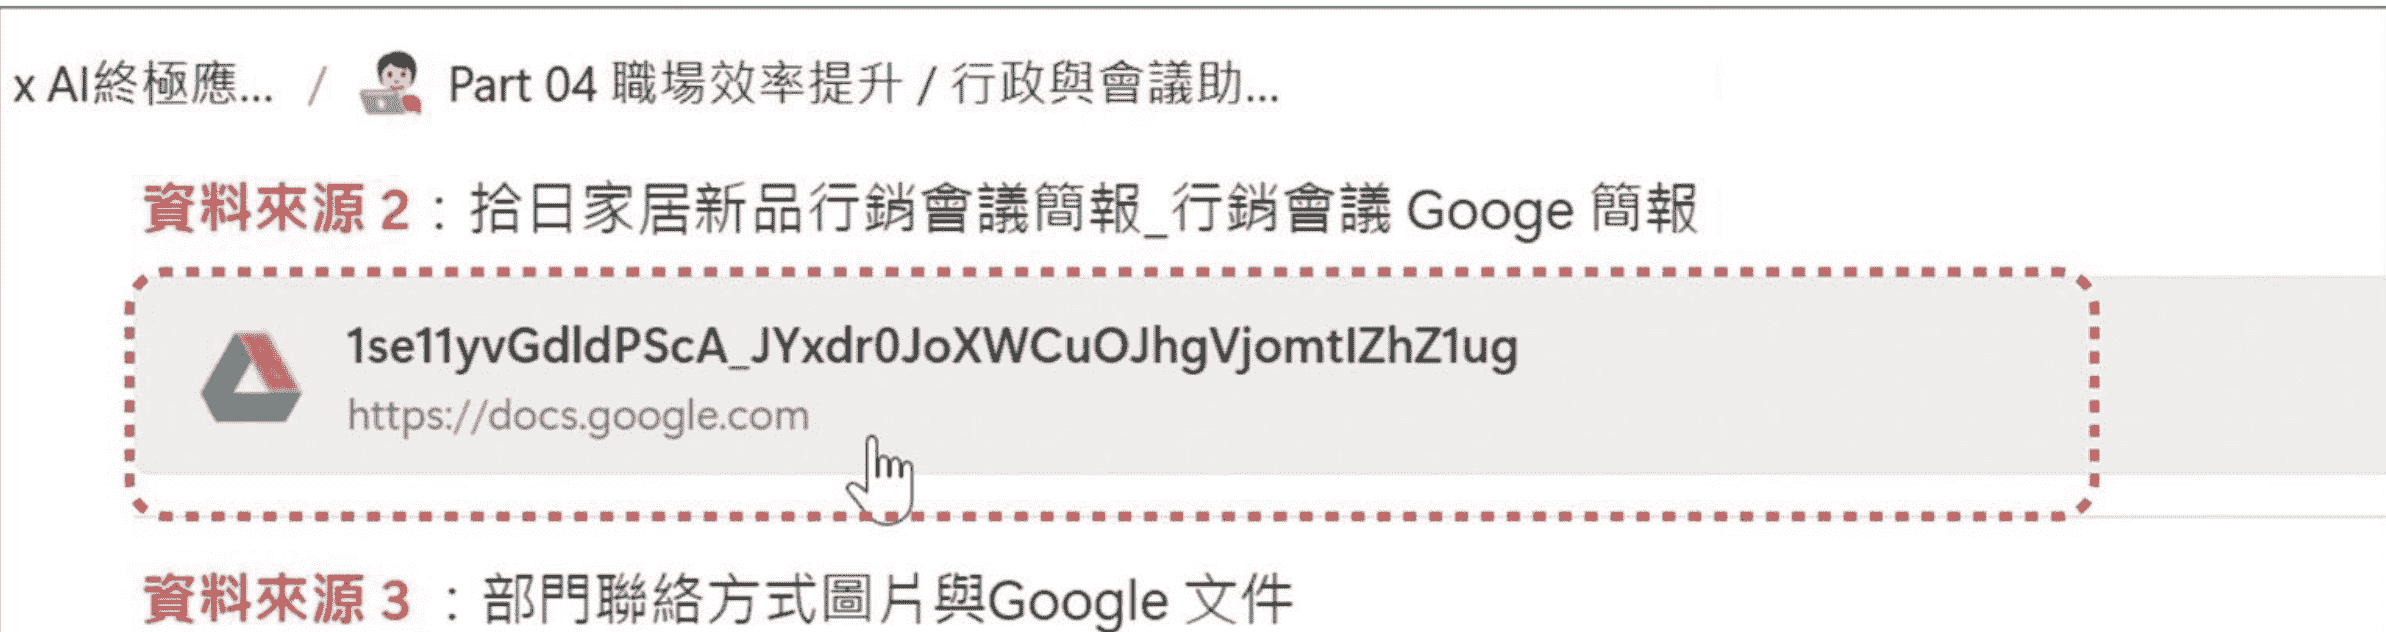 x AI終極應... / Part 04 職場效率提升 / 行政與會議助...
資料來源 2：拾日家居新品行銷會議簡報_行銷會議 Googe 簡報
1se11yvGdldPScA_JYxdr0JoXWCuOJhgVjomtIZhZ1ug
https://docs.google.com
資料來源 3 ：部門聯絡方式圖片與Google 文件